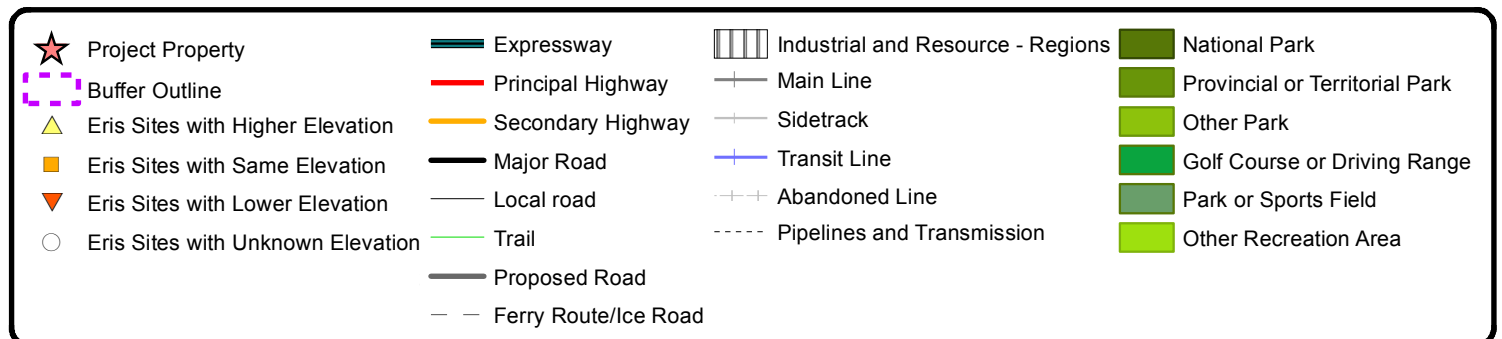 Project Property
Buffer Outline
Eris Sites with Higher Elevation
Eris Sites with Same Elevation
Eris Sites with Lower Elevation
Eris Sites with Unknown Elevation
Expressway
Principal Highway
Secondary Highway
Major Road
Local road
Trail
Proposed Road
Ferry Route/Ice Road
Industrial and Resource - Regions
Main Line
Sidetrack
Transit Line
Abandoned Line
Pipelines and Transmission
National Park
Provincial or Territorial Park
Other Park
Golf Course or Driving Range
Park or Sports Field
Other Recreation Area